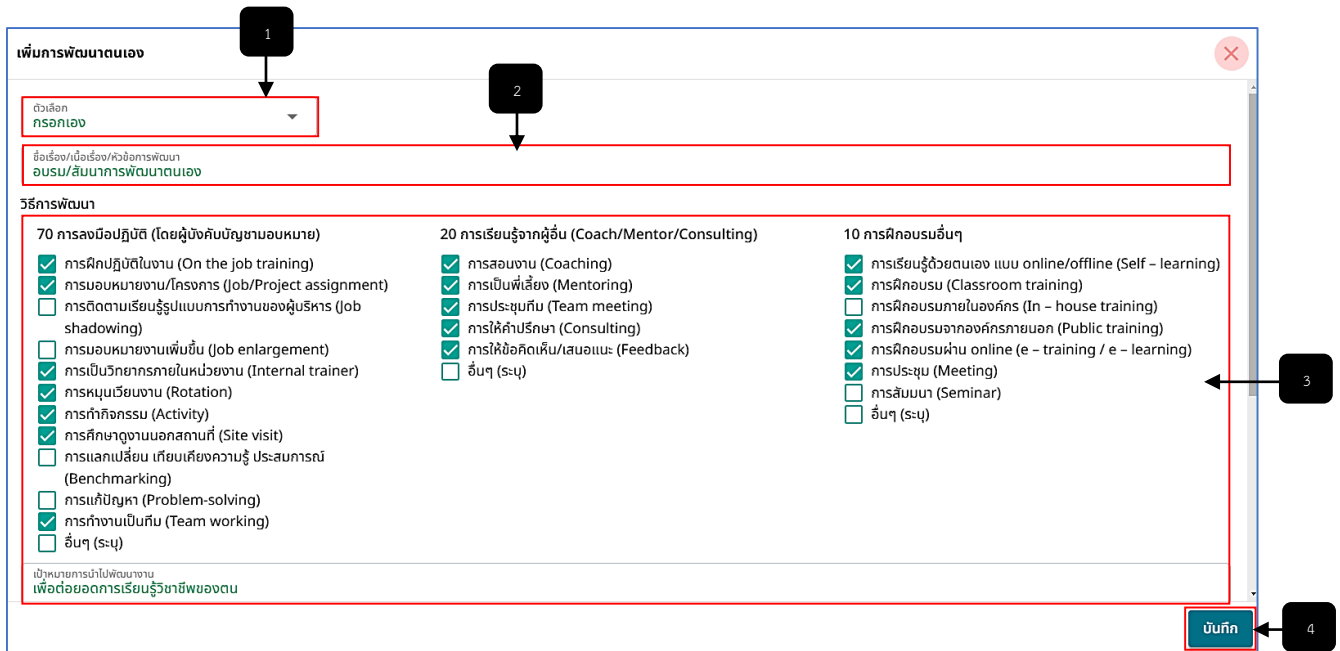 1
เพิ่มการพัฒนาตนเอง
2
ตัวเลือก
กรอกเอง
ชื่อเรื่อง/เนื้อเรื่อง/หัวข้อการพัฒนา
อบรม/สัมนาการพัฒนาตนเอง
วิธีการพัฒนา
70 การลงมือปฏิบัติ (โดยผู้บังคับบัญชามอบหมาย)
การฝึกปฏิบัติในงาน (On the job training)
การมอบหมายงาน/โครงการ (Job/Project assignment)
การติดตามเรียนรู้รูปแบบการทำงานของผู้บริหาร (Job
shadowing)
การมอบหมายงานเพิ่มขึ้น (Job enlargement)
การเป็นวิทยากรภายในหน่วยงาน (Internal trainer)
การหมุนเวียนงาน (Rotation)
การทำกิจกรรม (Activity)
การศึกษาดูงานนอกสถานที่ (Site visit)
การแลกเปลี่ยน เทียบเคียงความรู้ ประสบการณ์
(Benchmarking)
การแก้ปัญหา (Problem-solving)
การทำงานเป็นทีม (Team working)
อื่นๆ (ระบุ)
20 การเรียนรู้จากผู้อื่น (Coach/Mentor/Consulting)
การสอนงาน (Coaching)
การเป็นพี่เลี้ยง (Mentoring)
การประชุมทีม (Team meeting)
การให้คำปรึกษา (Consulting)
การให้ข้อคิดเห็น/เสนอแนะ (Feedback)
อื่นๆ (ระบุ)
10 การฝึกอบรมอื่นๆ
การเรียนรู้ด้วยตนเอง แบบ online/offline (Self – learning)
การฝึกอบรม (Classroom training)
การฝึกอบรมภายในองค์กร (In – house training)
การฝึกอบรมจากองค์กรภายนอก (Public training)
การฝึกอบรมผ่าน online (e – training / e – learning)
การประชุม (Meeting)
การสัมมนา (Seminar)
อื่นๆ (ระบุ)
3
เป้าหมายการนำไปพัฒนางาน
เพื่อต่อยอดการเรียนรู้วิชาชีพของตน
บันทึก
4